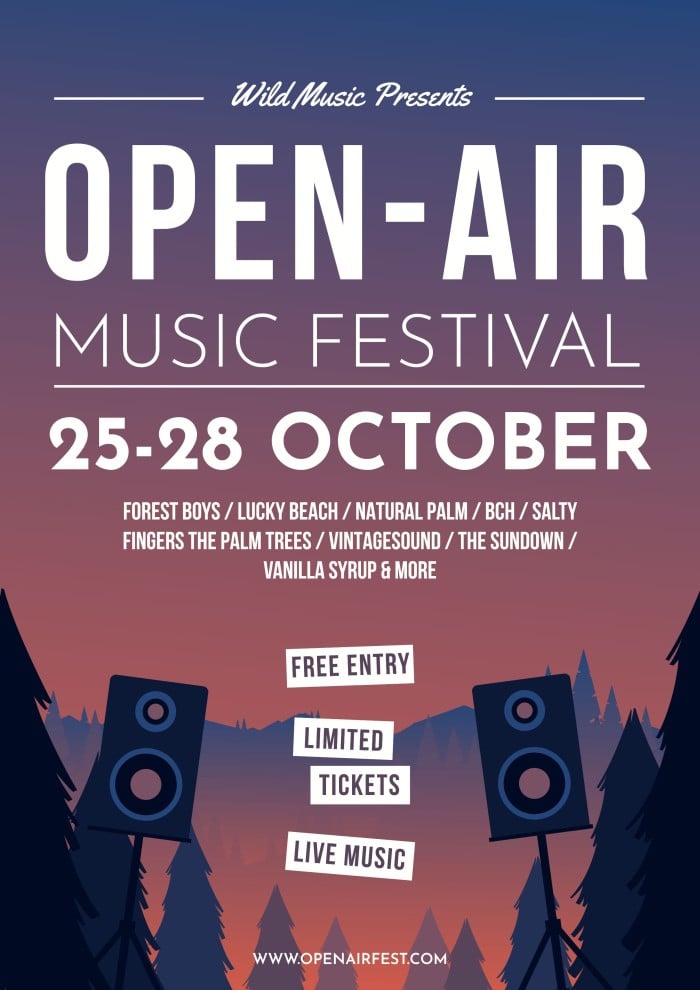 Wild Music Presents
OPEN-AIR
MUSIC FESTIVAL
25-28 OCTOBER
FOREST BOYS / LUCKY BEACH / NATURAL PALM / BCH / SALTY
FINGERS THE PALM TREES / VINTAGESOUND / THE SUNDOWN /
VANILLA SYRUP & MORE
FREE ENTRY
LIMITED
TICKETS
LIVE MUSIC
WWW.OPENAIRFEST.COM